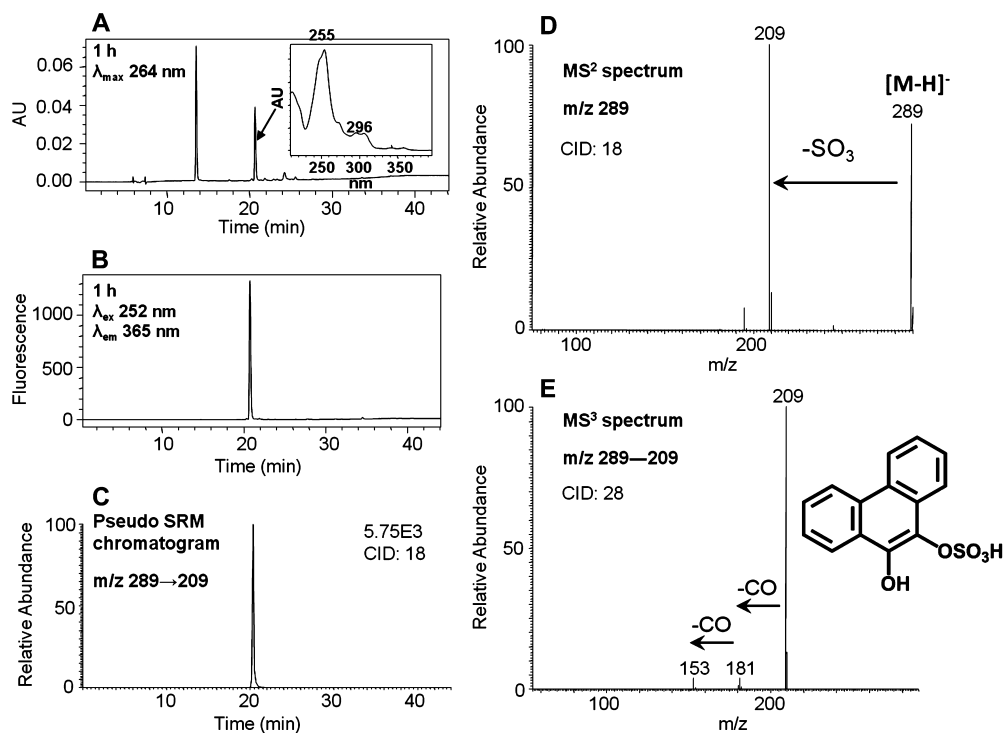 A
1 h
λmax 264 nm
AU
0.06
0.04
0.02
0.00
10
20
30
40
Time (min)
255
AU
296
250
300
350
nm
B
1 h
λex 252 nm
λem 365 nm
Fluorescence
1000
500
0
0
10
20
30
40
Time (min)
C
Pseudo SRM
chromatogram
m/z 289→209
5.75E3
CID: 18
Relative Abundance
100
50
0
0
10
20
30
40
Time (min)
D
MS² spectrum
m/z 289
CID: 18
209
[M-H]⁻
289
-SO₃
Relative Abundance
100
50
0
100
200
m/z
E
MS³ spectrum
m/z 289—209
CID: 28
209
OSO₃H
OH
-CO
-CO
153
181
Relative Abundance
100
50
0
100
200
m/z